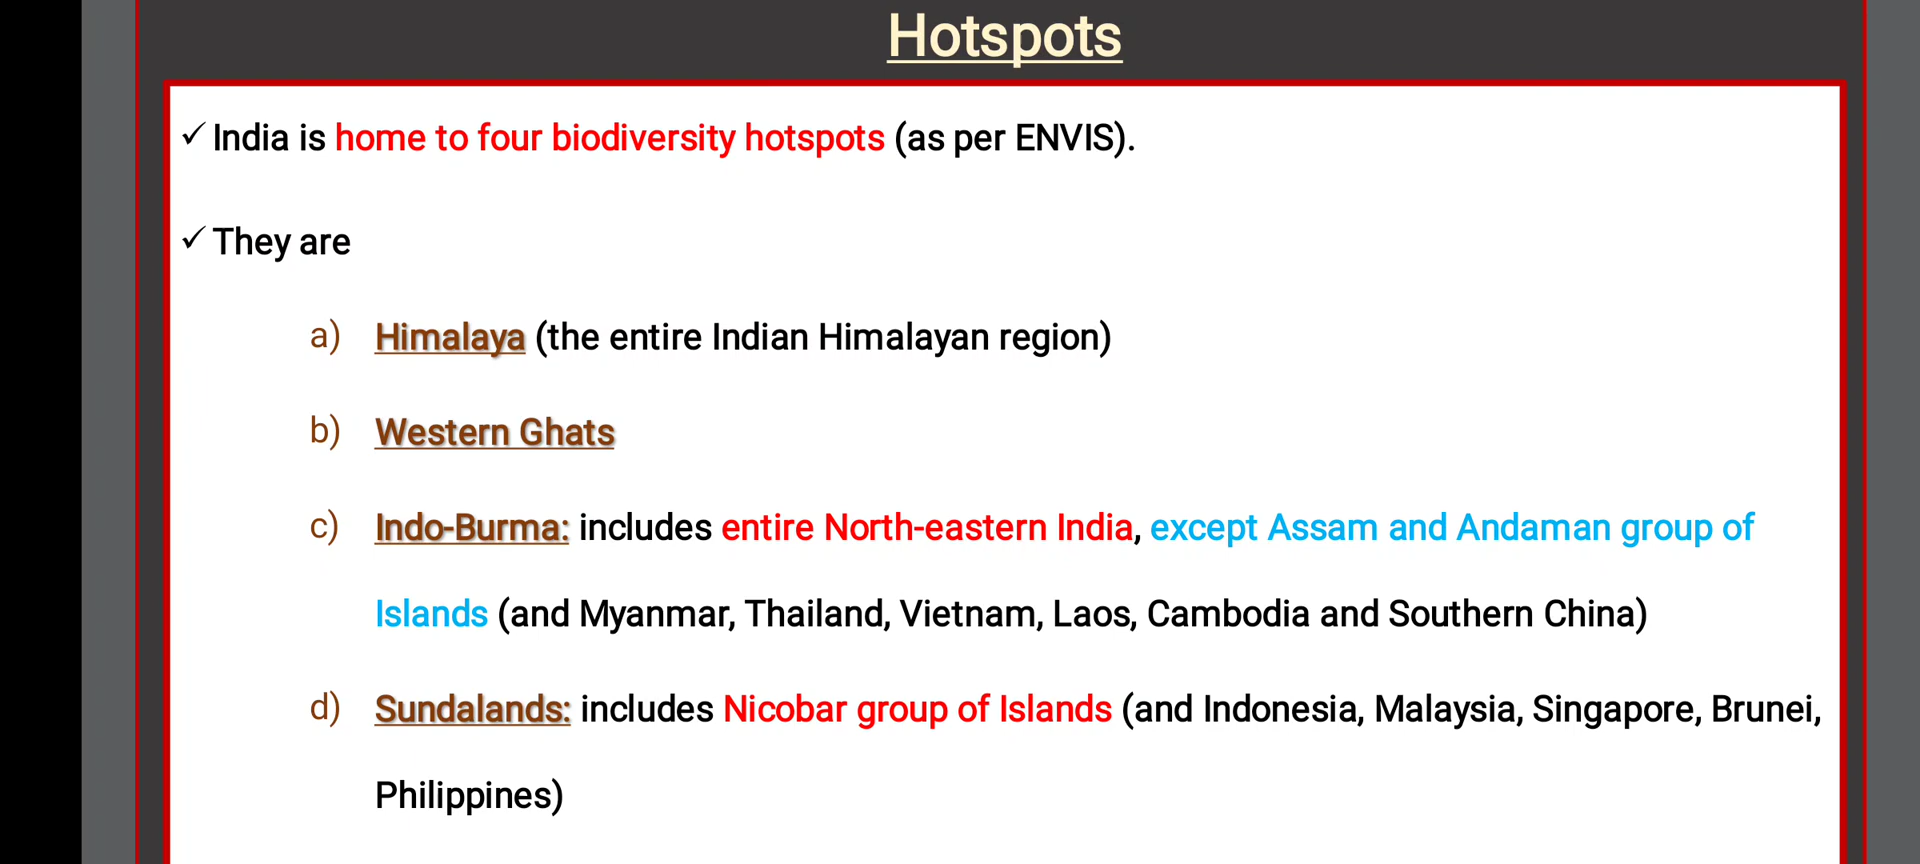 Hotspots
✓ India is home to four biodiversity hotspots (as per ENVIS).
✓ They are
a) Himalaya (the entire Indian Himalayan region)
b) Western Ghats
c) Indo-Burma: includes entire North-eastern India, except Assam and Andaman group of
Islands (and Myanmar, Thailand, Vietnam, Laos, Cambodia and Southern China)
d) Sundalands: includes Nicobar group of Islands (and Indonesia, Malaysia, Singapore, Brunei,
Philippines)